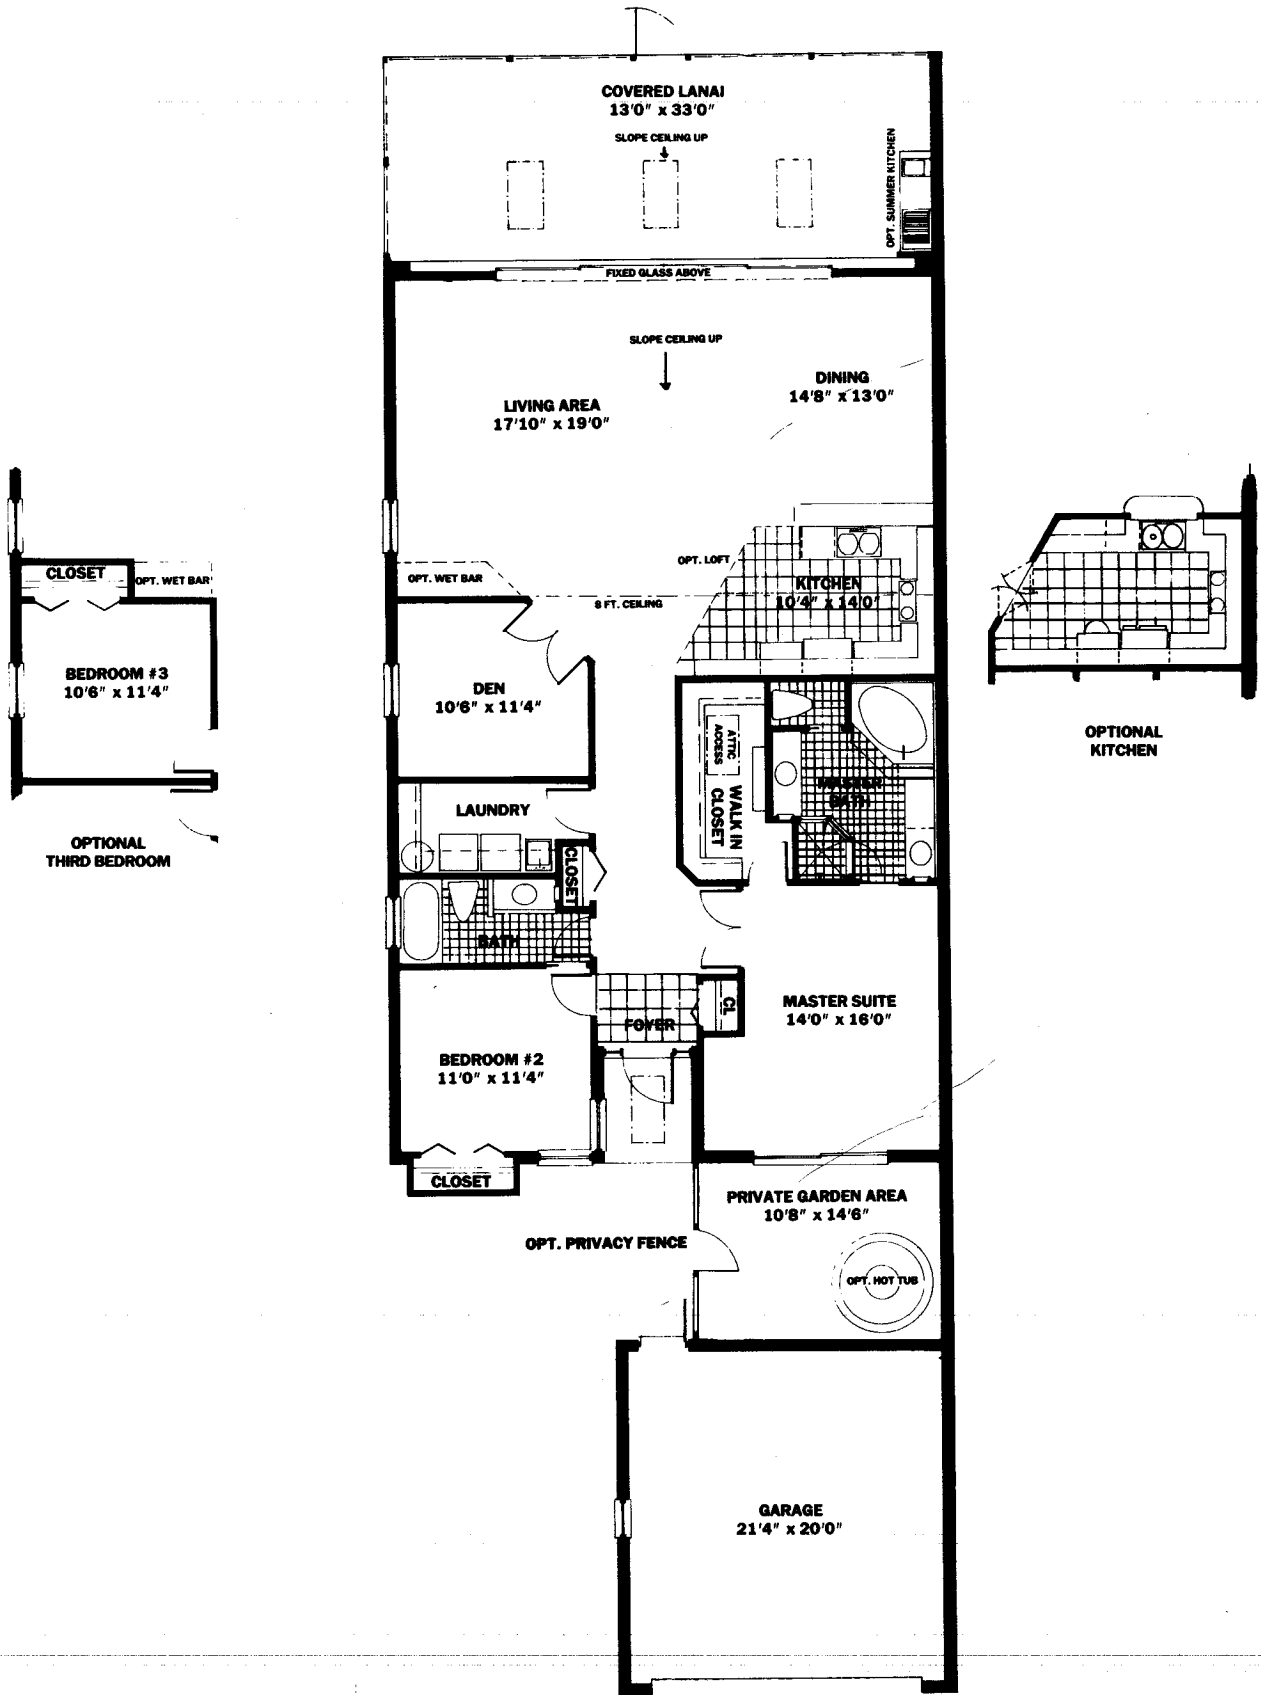 COVERED LANAI
13'0" x 33'0"
SLOPE CEILING UP
OPT. SUMMER KITCHEN
FIXED GLASS ABOVE
SLOPE CEILING UP
DINING
14'8" x 13'0"
LIVING AREA
17'10" x 19'0"
OPT. WET BAR
OPT. LOFT
KITCHEN
10'4" x 14'0"
8 FT. CEILING
CLOSET
OPT. WET BAR
BEDROOM #3
10'6" x 11'4"
OPTIONAL
THIRD BEDROOM
DEN
10'6" x 11'4"
OPTIONAL
KITCHEN
ATTIC
ACCESS
WALK IN
CLOSET
MASTER
BATH
LAUNDRY
CLOSET
BATH
MASTER SUITE
14'0" x 16'0"
CL
FOYER
BEDROOM #2
11'0" x 11'4"
CLOSET
PRIVATE GARDEN AREA
10'8" x 14'6"
OPT. PRIVACY FENCE
OPT. HOT TUB
GARAGE
21'4" x 20'0"